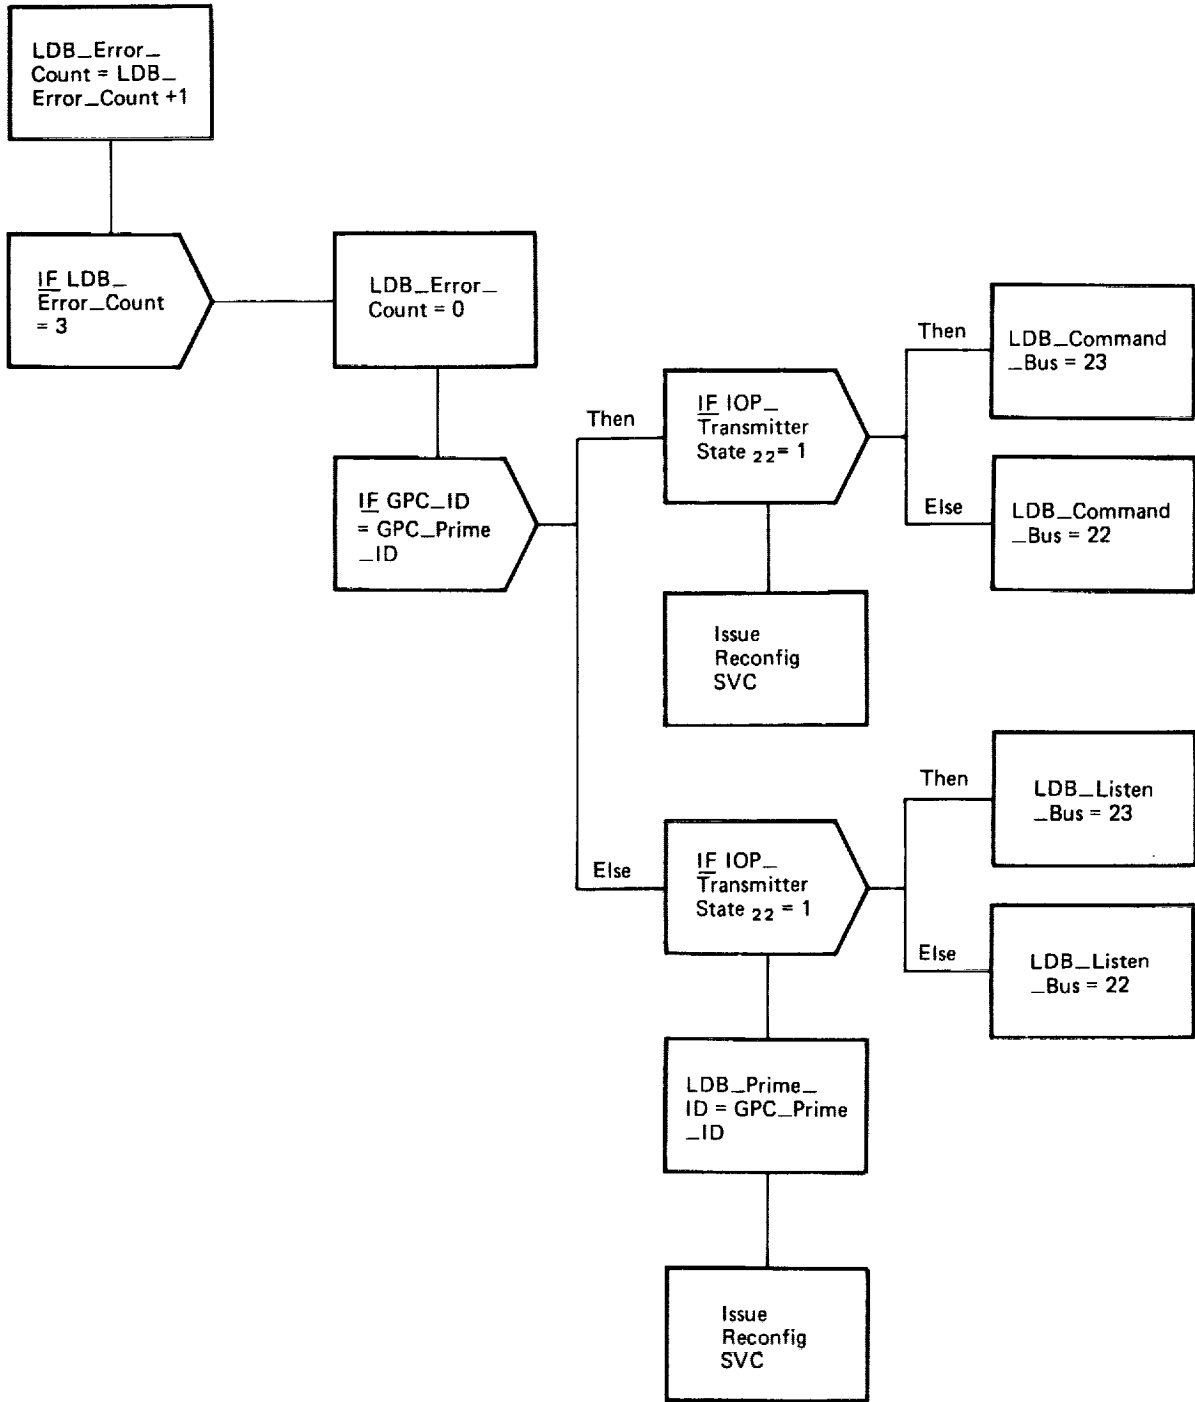 LDB_Error_
Count = LDB_
Error_Count +1
IF LDB_
Error_Count
= 3
LDB_Error_
Count = 0
IF GPC_ID
= GPC_Prime
_ID
Then
IF IOP_
Transmitter
State 22 = 1
Then
LDB_Command
_Bus = 23
Else
LDB_Command
_Bus = 22
Issue
Reconfig
SVC
Else
IF IOP_
Transmitter
State 22 = 1
Then
LDB_Listen
_Bus = 23
Else
LDB_Listen
_Bus = 22
LDB_Prime_
ID = GPC_Prime
_ID
Issue
Reconfig
SVC